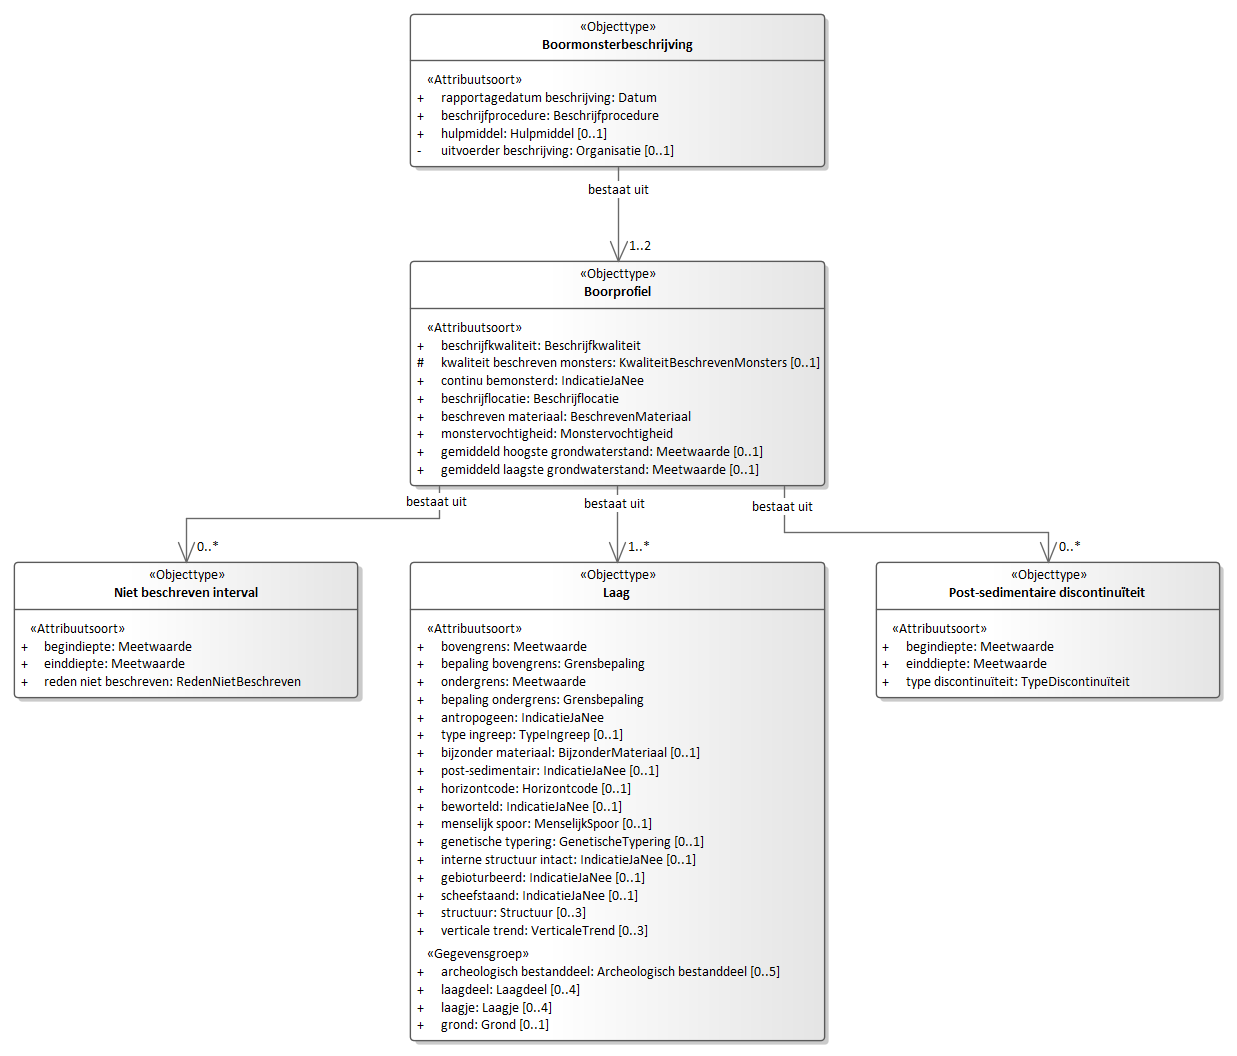 «Objecttype»
Boormonsterbeschrijving
«Attribuutsoort»
+ rapportagedatum beschrijving: Datum
+ beschrijfprocedure: Beschrijfprocedure
+ hulpmiddel: Hulpmiddel [0..1]
- uitvoerder beschrijving: Organisatie [0..1]
bestaat uit
1..2
«Objecttype»
Boorprofiel
«Attribuutsoort»
+ beschrijfkwaliteit: Beschrijfkwaliteit
# kwaliteit beschreven monsters: KwaliteitBeschrevenMonsters [0..1]
+ continu bemonsterd: IndicatieJaNee
+ beschrijflocatie: Beschrijflocatie
+ beschreven materiaal: BeschrevenMateriaal
+ monstervochtigheid: Monstervochtigheid
+ gemiddeld hoogste grondwaterstand: Meetwaarde [0..1]
+ gemiddeld laagste grondwaterstand: Meetwaarde [0..1]
bestaat uit
bestaat uit
bestaat uit
0..*
1..*
0..*
«Objecttype»
Niet beschreven interval
«Attribuutsoort»
+ begindiepte: Meetwaarde
+ einddiepte: Meetwaarde
+ reden niet beschreven: RedenNietBeschreven
«Objecttype»
Laag
«Attribuutsoort»
+ bovengrens: Meetwaarde
+ bepaling bovengrens: Grensbepaling
+ ondergrens: Meetwaarde
+ bepaling ondergrens: Grensbepaling
+ antropogeen: IndicatieJaNee
+ type ingreep: TypeIngreep [0..1]
+ bijzonder materiaal: BijzonderMateriaal [0..1]
+ post-sedimentair: IndicatieJaNee [0..1]
+ horizontcode: Horizontcode [0..1]
+ beworteld: IndicatieJaNee [0..1]
+ menselijk spoor: MenselijkSpoor [0..1]
+ genetische typering: GenetischeTypering [0..1]
+ interne structuur intact: IndicatieJaNee [0..1]
+ gebioturbeerd: IndicatieJaNee [0..1]
+ scheefstaand: IndicatieJaNee [0..1]
+ structuur: Structuur [0..3]
+ verticale trend: VerticaleTrend [0..3]
«Gegevensgroep»
+ archeologisch bestanddeel: Archeologisch bestanddeel [0..5]
+ laagdeel: Laagdeel [0..4]
+ laagje: Laagje [0..4]
+ grond: Grond [0..1]
«Objecttype»
Post-sedimentaire discontinuïteit
«Attribuutsoort»
+ begindiepte: Meetwaarde
+ einddiepte: Meetwaarde
+ type discontinuïteit: TypeDiscontinuïteit